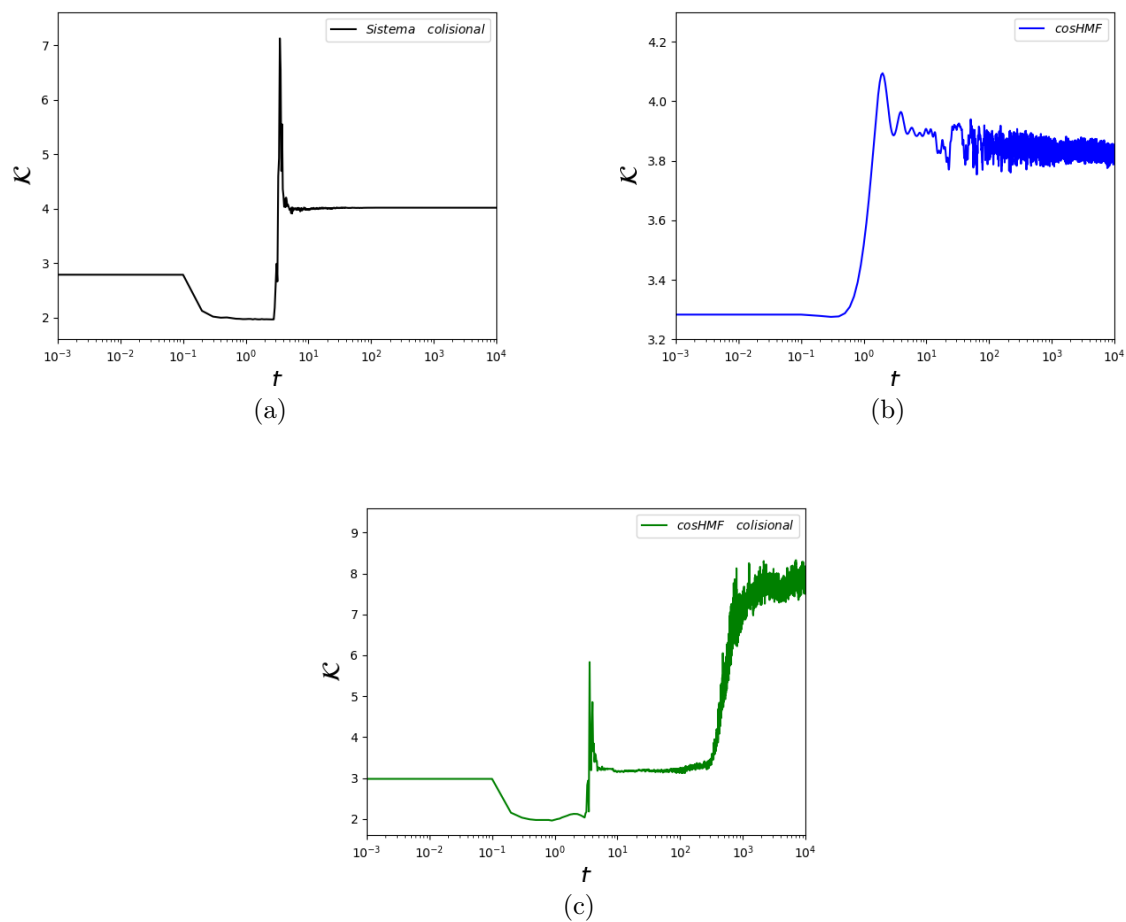 Sistema colisional
7
6
5
4
3
2
𝒦
10⁻³ 10⁻² 10⁻¹ 10⁰ 10¹ 10² 10³ 10⁴
t
(a)
cosHMF
4.2
4.0
3.8
3.6
3.4
3.2
𝒦
10⁻³ 10⁻² 10⁻¹ 10⁰ 10¹ 10² 10³ 10⁴
t
(b)
cosHMF colisional
9
8
7
6
5
4
3
2
𝒦
10⁻³ 10⁻² 10⁻¹ 10⁰ 10¹ 10² 10³ 10⁴
t
(c)